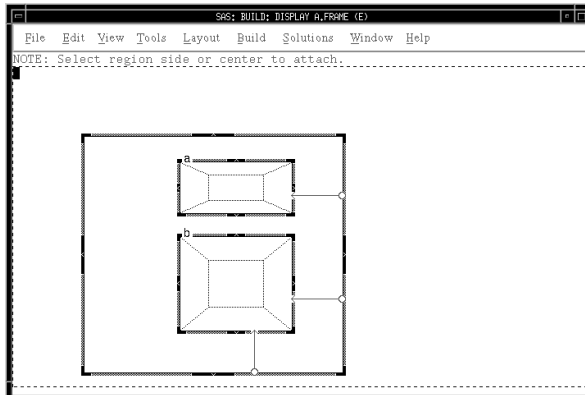 SAS: BUILD: DISPLAY A.FRAME (E)
File Edit View Tools Layout Build Solutions Window Help
NOTE: Select region side or center to attach.
a
b